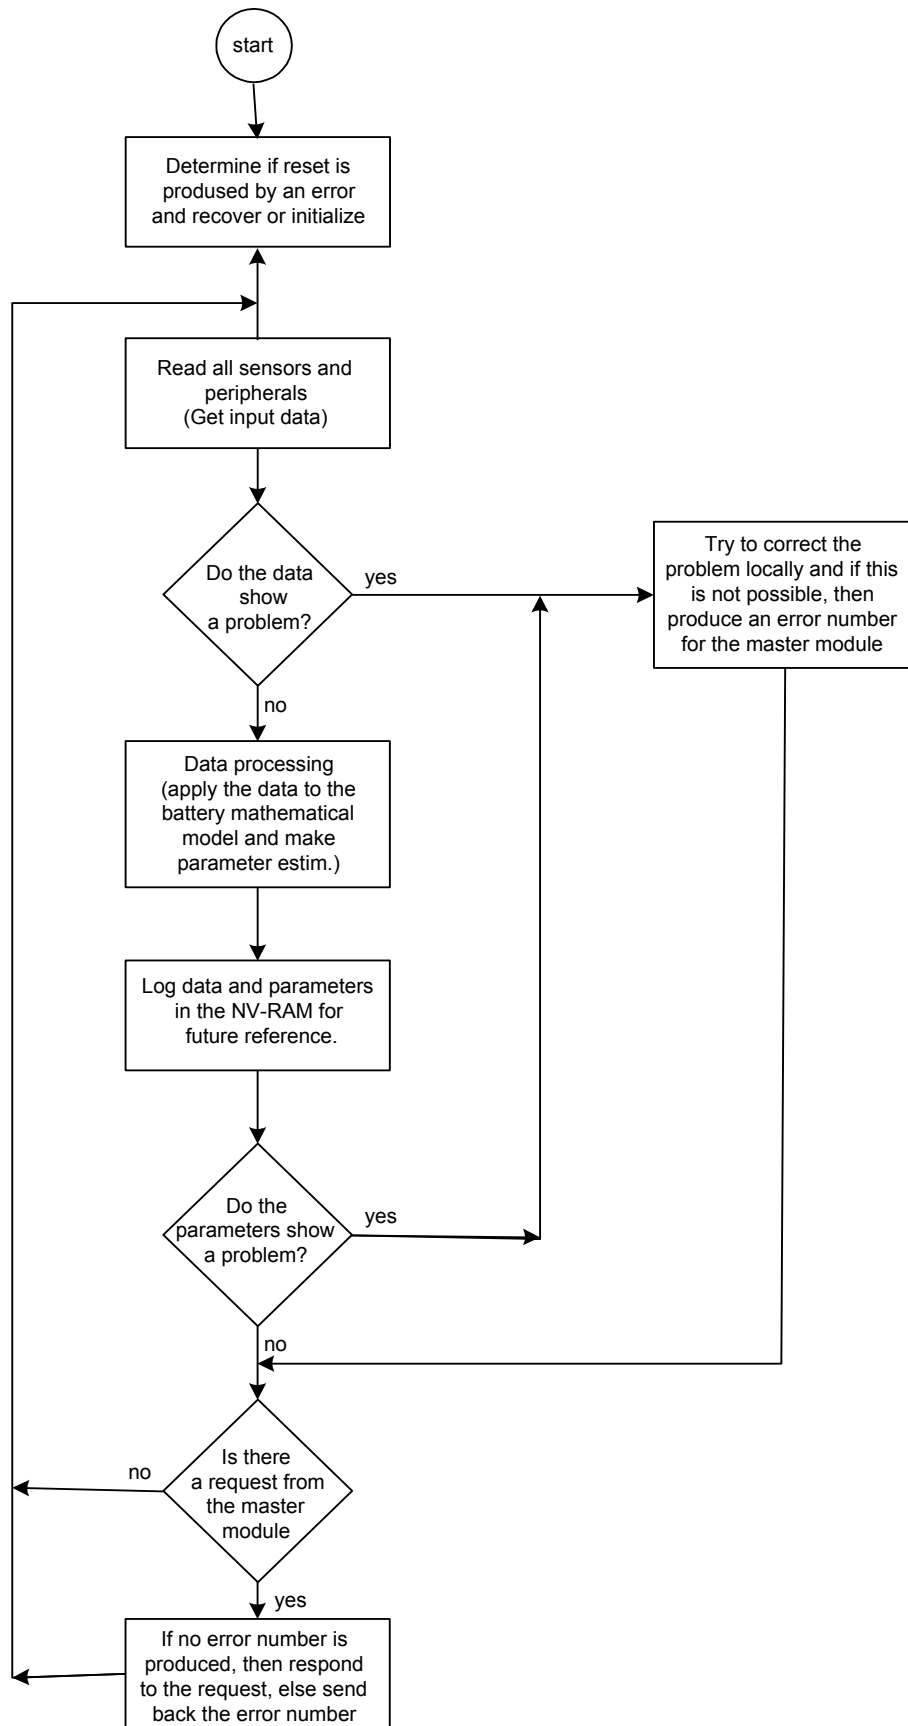 start
Determine if reset is
prodused by an error
and recover or initialize
Read all sensors and
peripherals
(Get input data)
Do the data
show
a problem?
yes
Try to correct the
problem locally and if this
is not possible, then
produce an error number
for the master module
no
Data processing
(apply the data to the
battery mathematical
model and make
parameter estim.)
Log data and parameters
in the NV-RAM for
future reference.
Do the
parameters show
a problem?
yes
no
Is there
a request from
the master
module
no
yes
If no error number is
produced, then respond
to the request, else send
back the error number